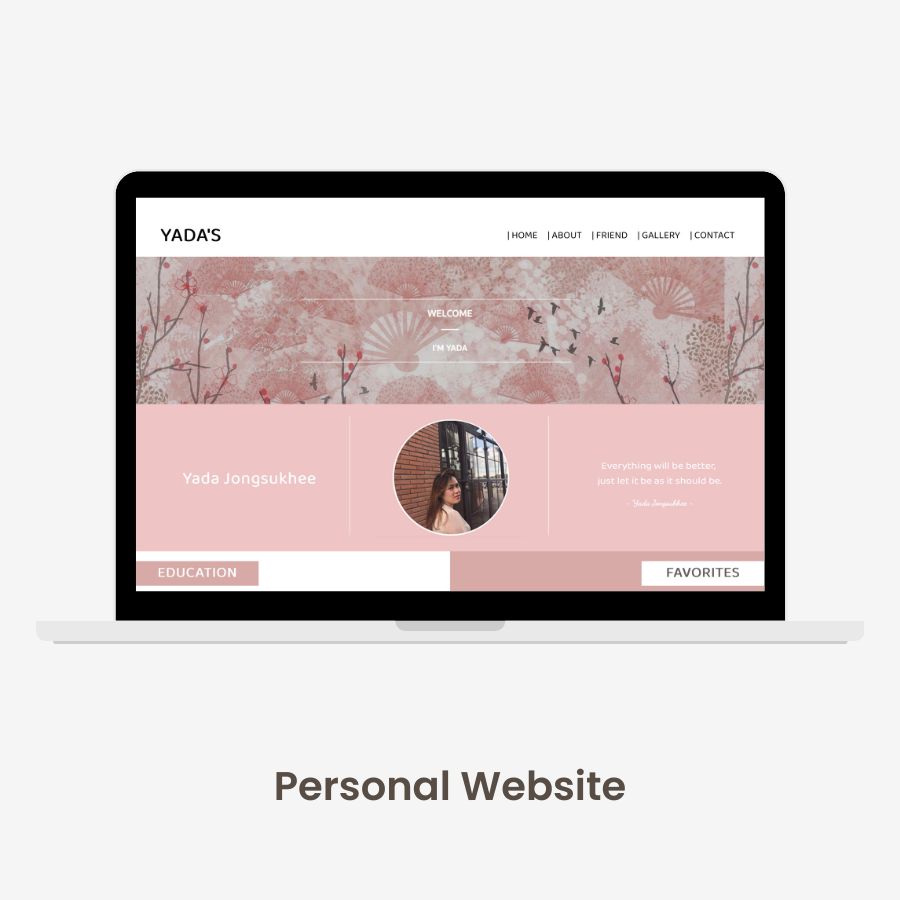 YADA'S
| HOME | ABOUT | FRIEND | GALLERY | CONTACT
WELCOME
I'M YADA
Yada Jongsukhee
Everything will be better,
just let it be as it should be.
- Yada Jongsukhee -
EDUCATION
FAVORITES
Personal Website